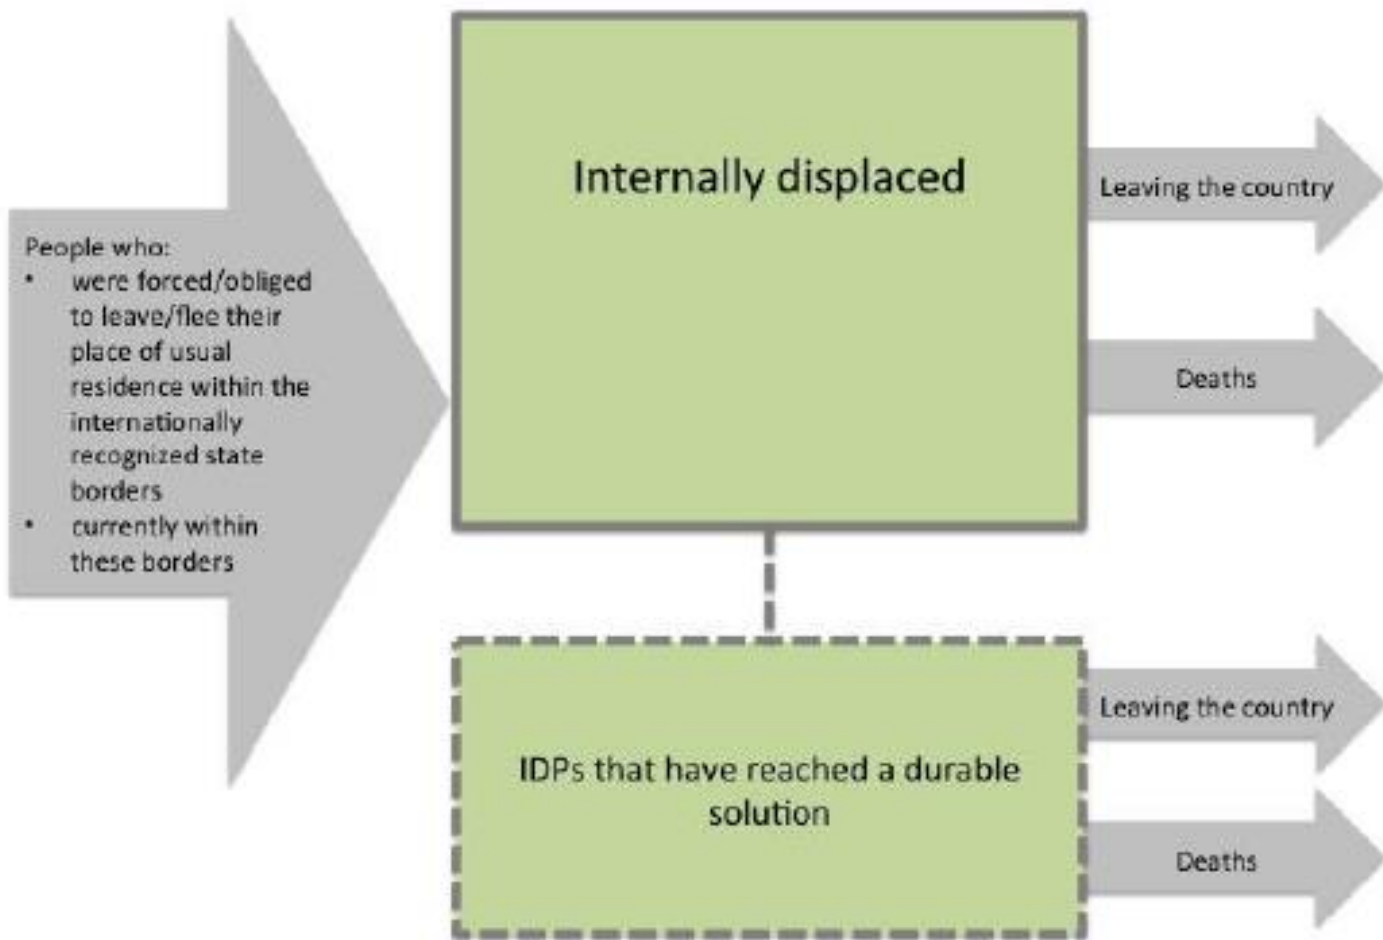 People who:
• were forced/obliged
to leave/flee their
place of usual
residence within the
internationally
recognized state
borders
• currently within
these borders
Internally displaced
Leaving the country
Deaths
IDPs that have reached a durable
solution
Leaving the country
Deaths